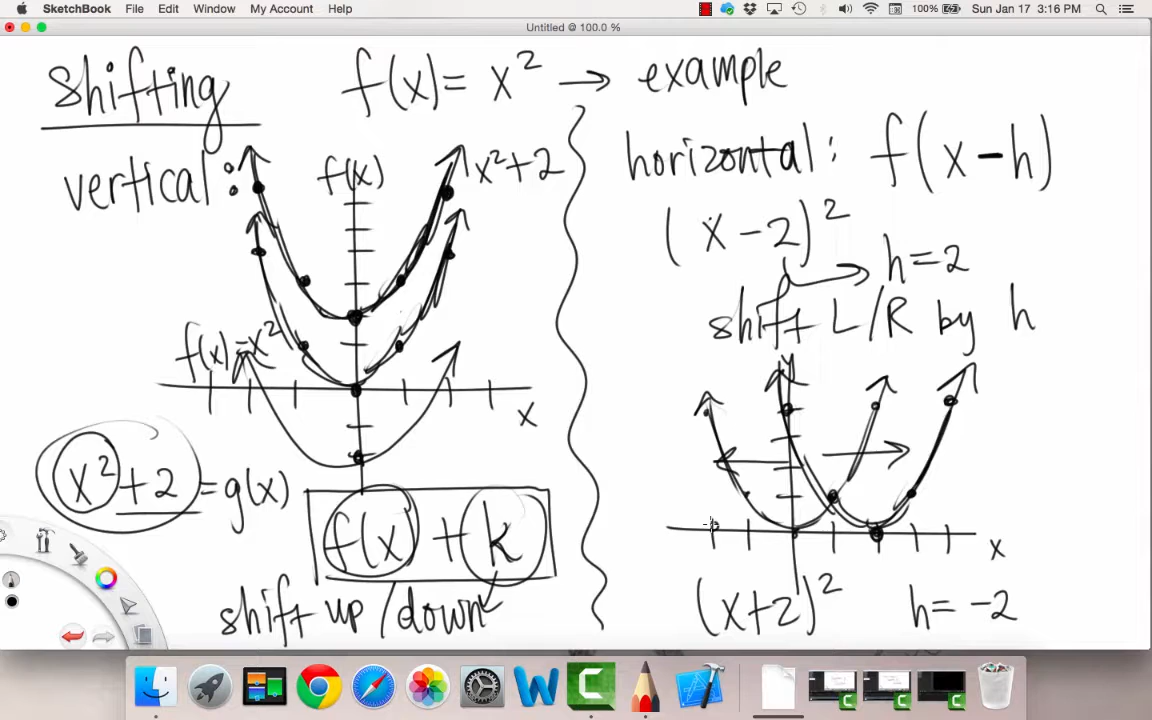 SketchBook File Edit Window My Account Help 100% Sun Jan 17 3:16 PM
Untitled @ 100.0 %
shifting
f(x) = x² → example
vertical:
f(x)
x²+2
f(x)=x²
x
x²+2 = g(x)
f(x) + k
shift up/down
horizontal: f(x-h)
(x-2)²
h=2
shift L/R by h
y
x
(x+2)² h= -2